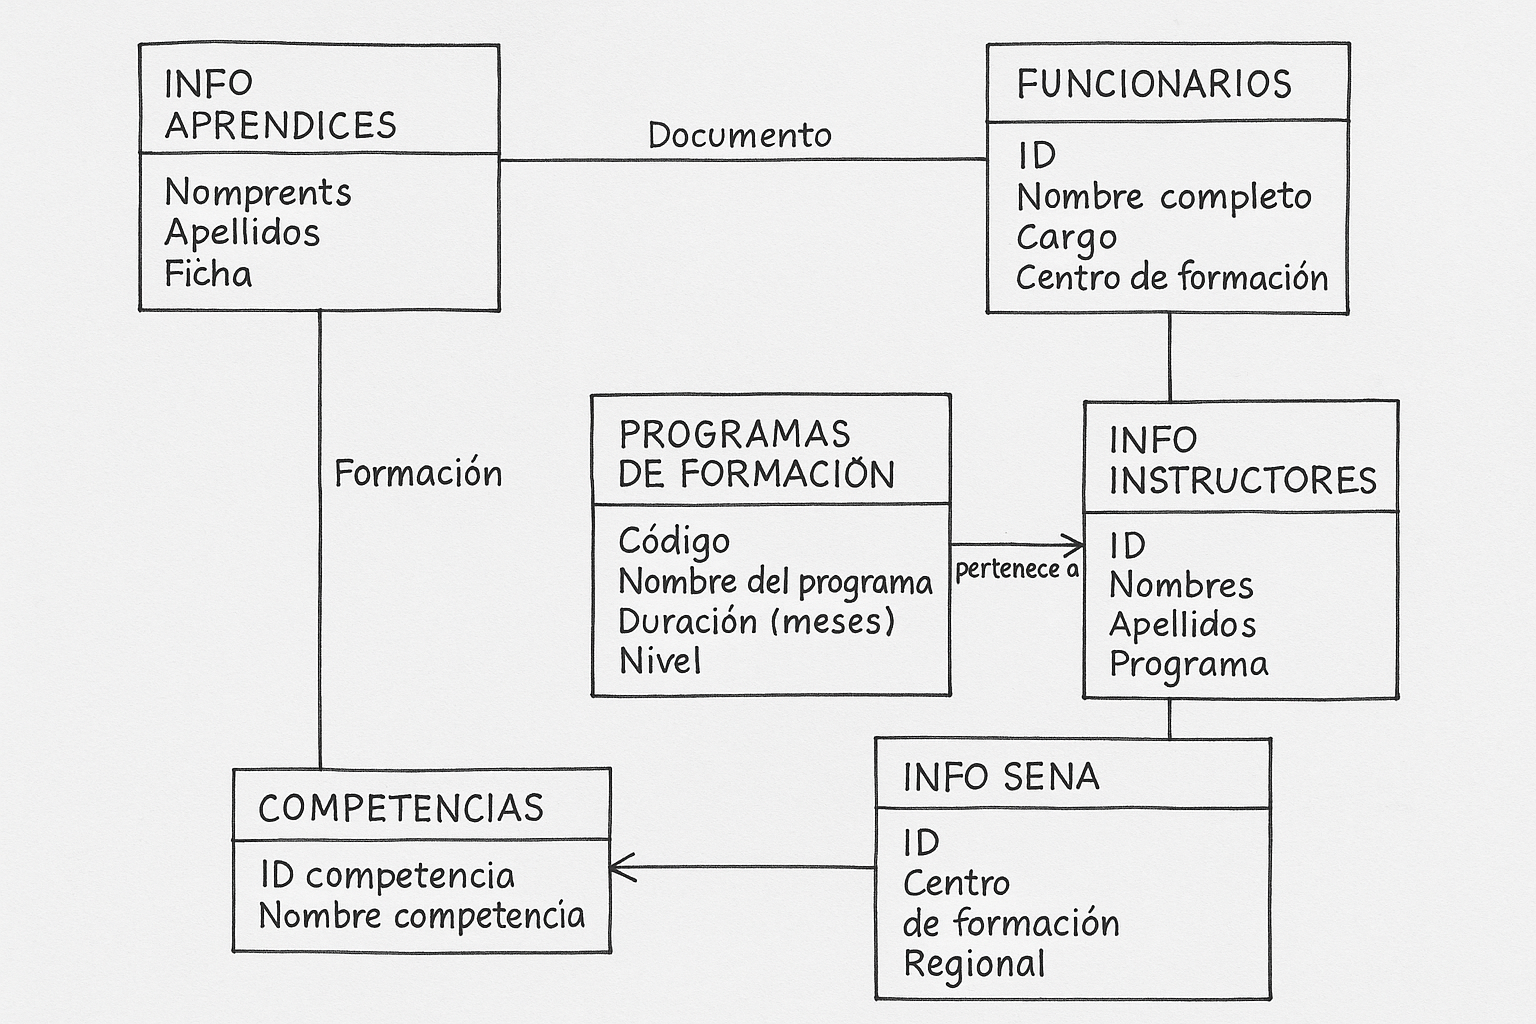 INFO
APRENDICES
Nomprents
Apellidos
Ficha
Documento
FUNCIONARIOS
ID
Nombre completo
Cargo
Centro de formación
Formación
PROGRAMAS
DE FORMACIÓN
Código
Nombre del programa
Duración (meses)
Nivel
pertenece a
INFO
INSTRUCTORES
ID
Nombres
Apellidos
Programa
COMPETENCIAS
ID competencia
Nombre competencía
INFO SENA
ID
Centro
de formación
Regional